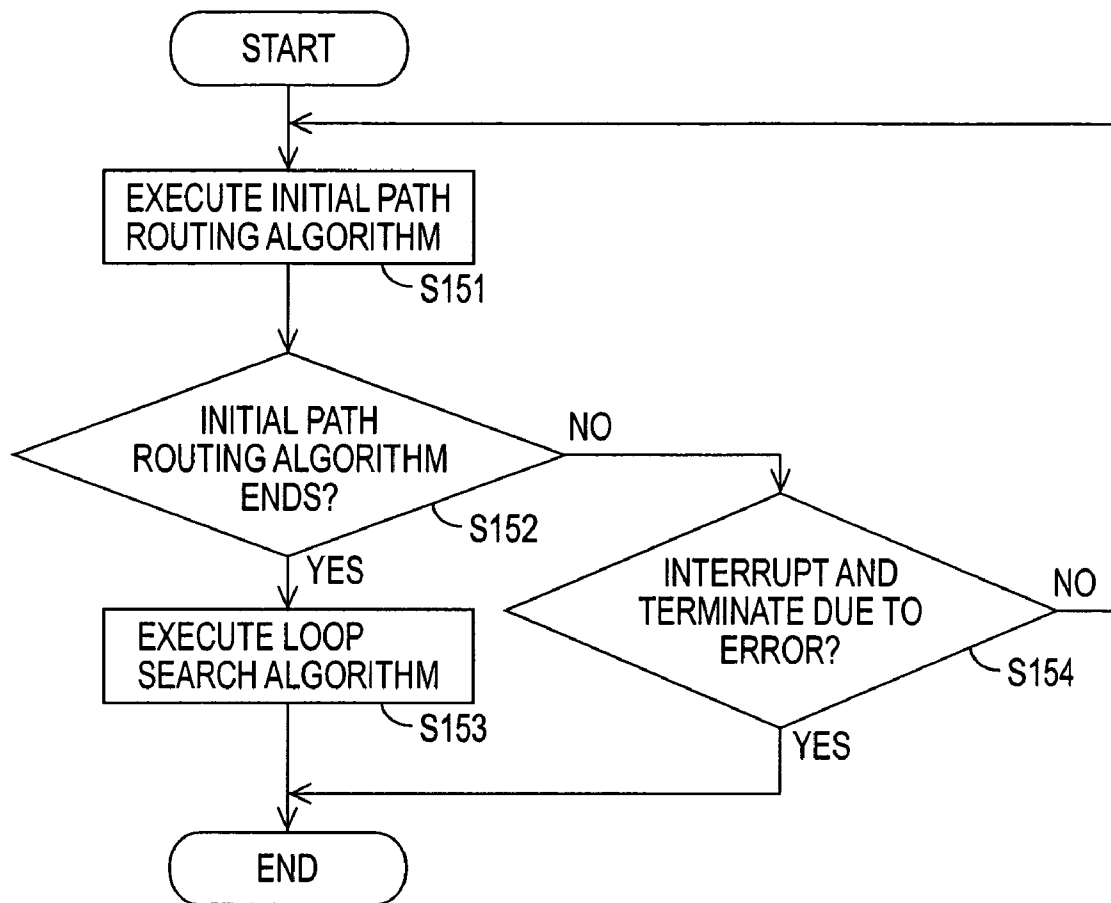 START
EXECUTE INITIAL PATH
ROUTING ALGORITHM
S151
INITIAL PATH
ROUTING ALGORITHM
ENDS?
NO
S152
YES
INTERRUPT AND
TERMINATE DUE TO
ERROR?
NO
S154
YES
EXECUTE LOOP
SEARCH ALGORITHM
S153
END